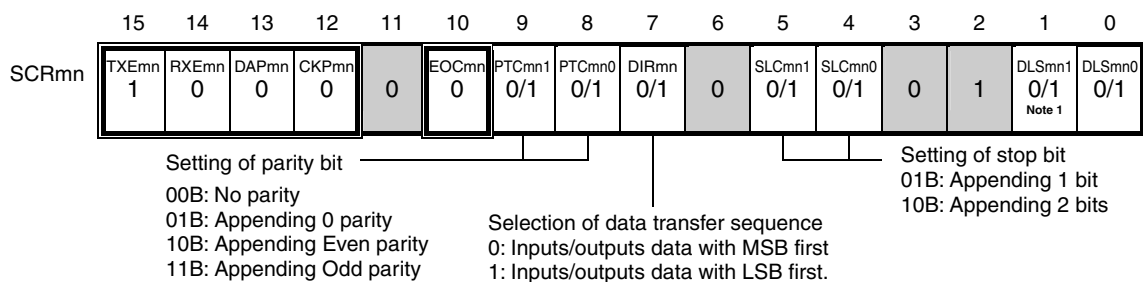 15 14 13 12 11 10 9 8 7 6 5 4 3 2 1 0
SCRmn
TXEmn RXEmn DAPmn CKPmn EOCmn PTCmn1 PTCmn0 DIRmn SLCmn1 SLCmn0 DLSmn1 DLSmn0
1 0 0 0 0 0 0/1 0/1 0/1 0 0/1 0/1 0 1 0/1 0/1
Note 1
Setting of parity bit
00B: No parity
01B: Appending 0 parity
10B: Appending Even parity
11B: Appending Odd parity
Selection of data transfer sequence
0: Inputs/outputs data with MSB first
1: Inputs/outputs data with LSB first.
Setting of stop bit
01B: Appending 1 bit
10B: Appending 2 bits